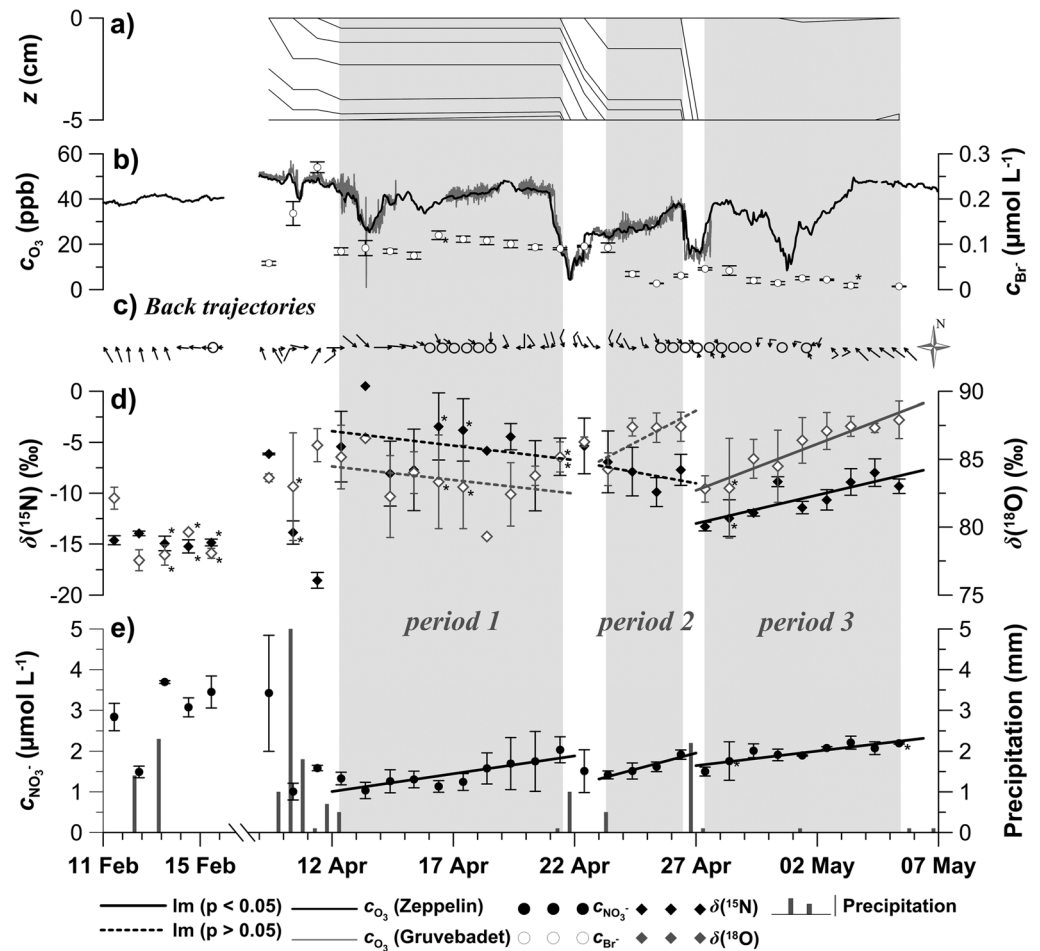 a)
z (cm)
0
-5
b)
c_O₃ (ppb)
60
40
20
0
0.3
0.2
0.1
0
c_Br⁻ (µmol L⁻¹)
c) Back trajectories
N
d)
δ(¹⁵N) (‰)
0
-5
-10
-15
-20
90
85
80
75
δ(¹⁸O) (‰)
period 1
period 2
period 3
e)
c_NO₃⁻ (µmol L⁻¹)
5
4
3
2
1
0
5
4
3
2
1
0
Precipitation (mm)
11 Feb 15 Feb 12 Apr 17 Apr 22 Apr 27 Apr 02 May 07 May
lm (p < 0.05) c_O₃ (Zeppelin) c_NO₃⁻ δ(¹⁵N) Precipitation
lm (p > 0.05) c_O₃ (Gruvebadet) c_Br⁻ δ(¹⁸O)